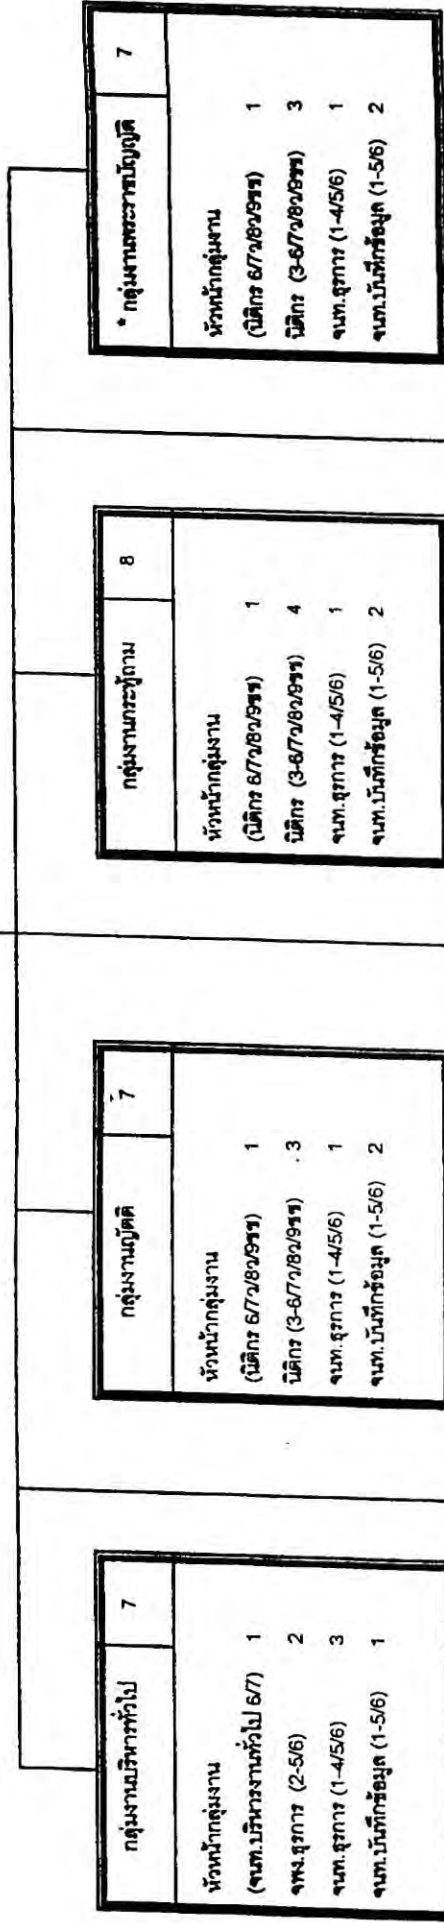 กลุ่มงานบริหารทั่วไป 7
หัวหน้ากลุ่มงาน
(จนท.บริหารงานทั่วไป 6/7) 1
จพง.ธุรการ (2-5/6) 2
จนท.ธุรการ (1-4/5/6) 3
จนท.บันทึกข้อมูล (1-5/6) 1
กลุ่มงานญัตติ 7
หัวหน้ากลุ่มงาน
(นิติกร 6/7ว/8ว/9ชช) 1
นิติกร (3-6/7ว/8ว/9ชช) 3
จนท.ธุรการ (1-4/5/6) 1
จนท.บันทึกข้อมูล (1-5/6) 2
กลุ่มงานกระทู้ถาม 8
หัวหน้ากลุ่มงาน
(นิติกร 6/7ว/8ว/9ชช) 1
นิติกร (3-6/7ว/8ว/9ชช) 4
จนท.ธุรการ (1-4/5/6) 1
จนท.บันทึกข้อมูล (1-5/6) 2
* กลุ่มงานพระราชบัญญัติ 7
หัวหน้ากลุ่มงาน
(นิติกร 6/7ว/8ว/9ชช) 1
นิติกร (3-6/7ว/8ว/9ชช) 3
จนท.ธุรการ (1-4/5/6) 1
จนท.บันทึกข้อมูล (1-5/6) 2